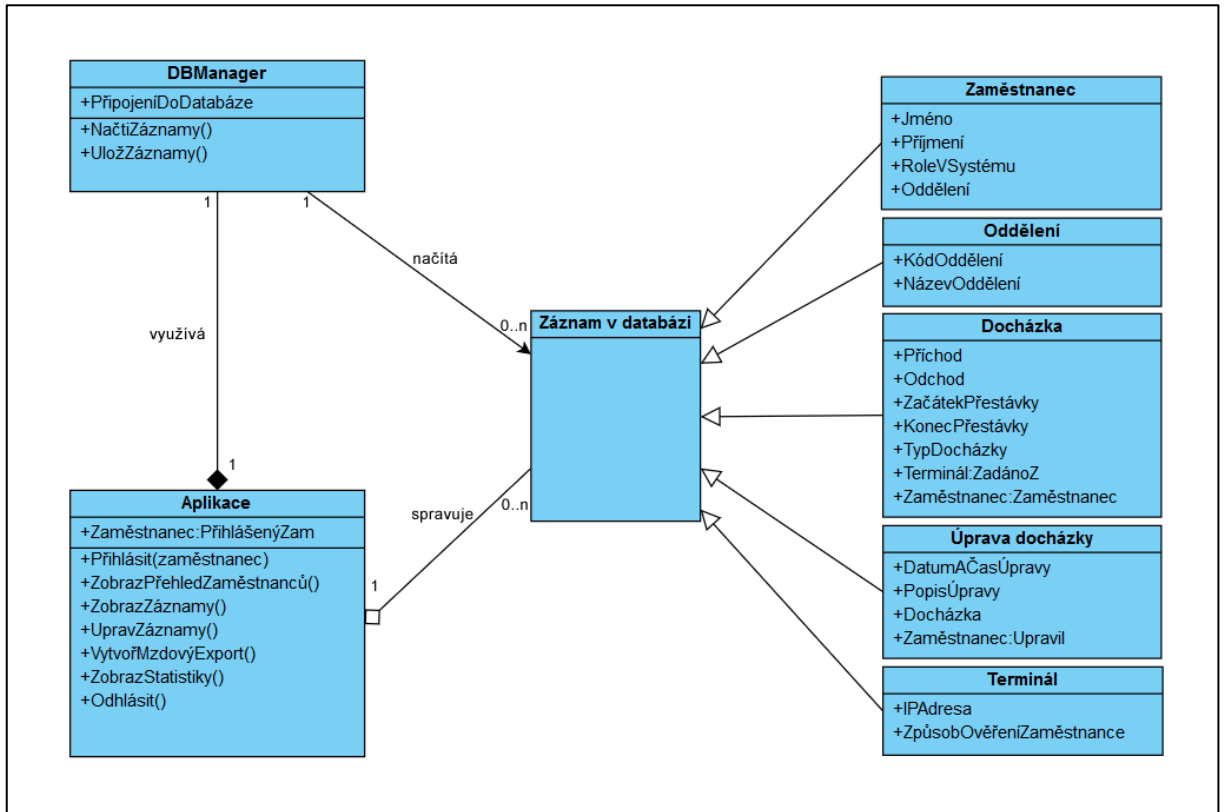 DBManager
+PřipojeníDoDatabáze
+NačtiZáznamy()
+UložZáznamy()
1
1
využívá
1
načítá
0..n
Aplikace
+Zaměstnanec:PřihlášenýZam
+Přihlásit(zaměstnanec)
+ZobrazPřehledZaměstnanců()
+ZobrazZáznamy()
+UpravZáznamy()
+VytvořMzdovýExport()
+ZobrazStatistiky()
+Odhlásit()
1
spravuje
0..n
Záznam v databázi
Zaměstnanec
+Jméno
+Příjmení
+RoleVSystému
+Oddělení
Oddělení
+KódOddělení
+NázevOddělení
Docházka
+Příchod
+Odchod
+ZačátekPřestávky
+KonecPřestávky
+TypDocházky
+Terminál:ZadánoZ
+Zaměstnanec:Zaměstnanec
Úprava docházky
+DatumAČasÚpravy
+PopisÚpravy
+Docházka
+Zaměstnanec:Upravil
Terminál
+IPAdresa
+ZpůsobOvěřeníZaměstnance